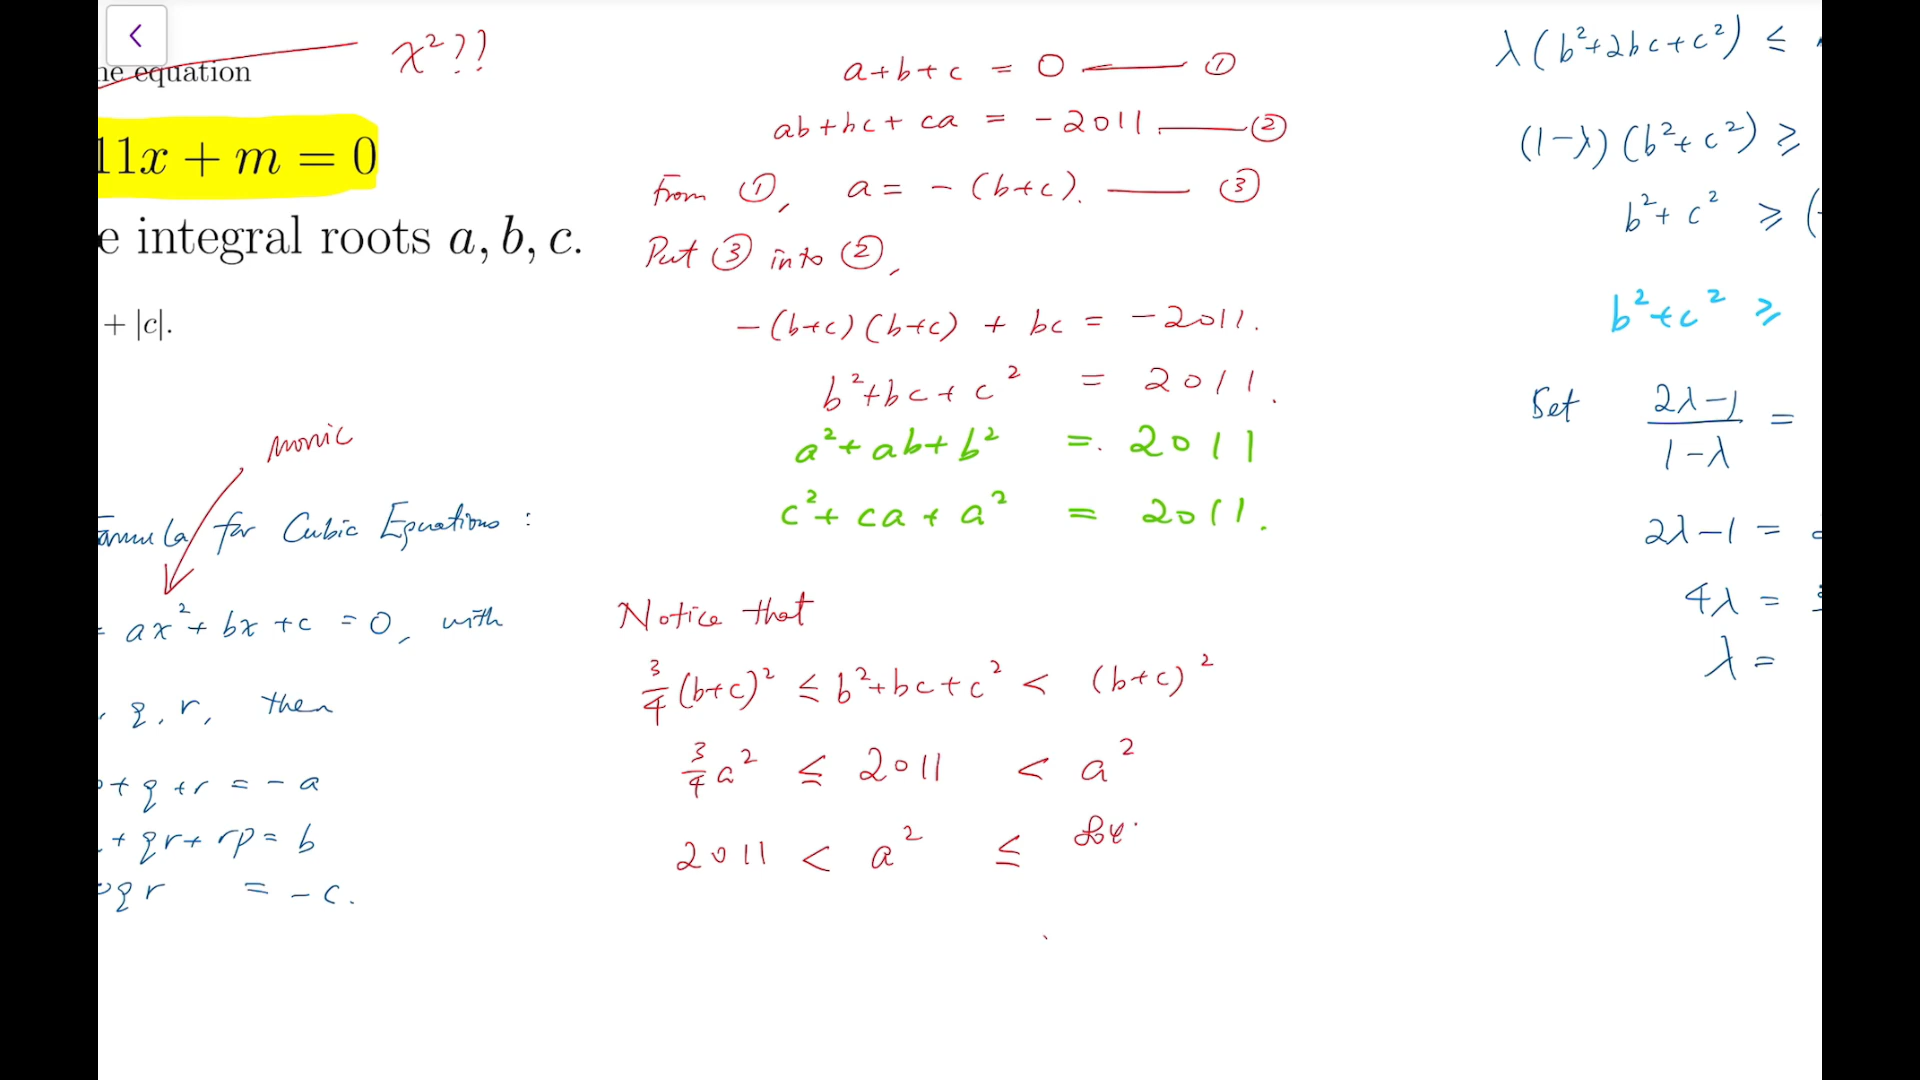 x² ??
he equation
11x + m = 0
e integral roots a, b, c.
+ |c|.
monic
formula for Cubic Equations :
ax² + bx + c = 0, with
q, r, then
p + q + r = - a
+ qr + rp = b
pqr = - c.
a + b + c = 0 —— ①
ab + bc + ca = - 2011 —— ②
From ①, a = - (b+c). —— ③
Put ③ into ②,
- (b+c) (b+c) + bc = - 2011.
b² + bc + c² = 2011.
a² + ab + b² = 2011
c² + ca + a² = 2011.
Notice that
3/4 (b+c)² ≤ b² + bc + c² < (b+c)²
3/4 a² ≤ 2011 < a²
2011 < a² ≤
λ (b² + 2bc + c²) ≤
(1-λ) (b² + c²) ≥
b² + c² ≥
b² + c² ≥
Set (2λ-1)/(1-λ) =
2λ - 1 =
4λ =
λ =